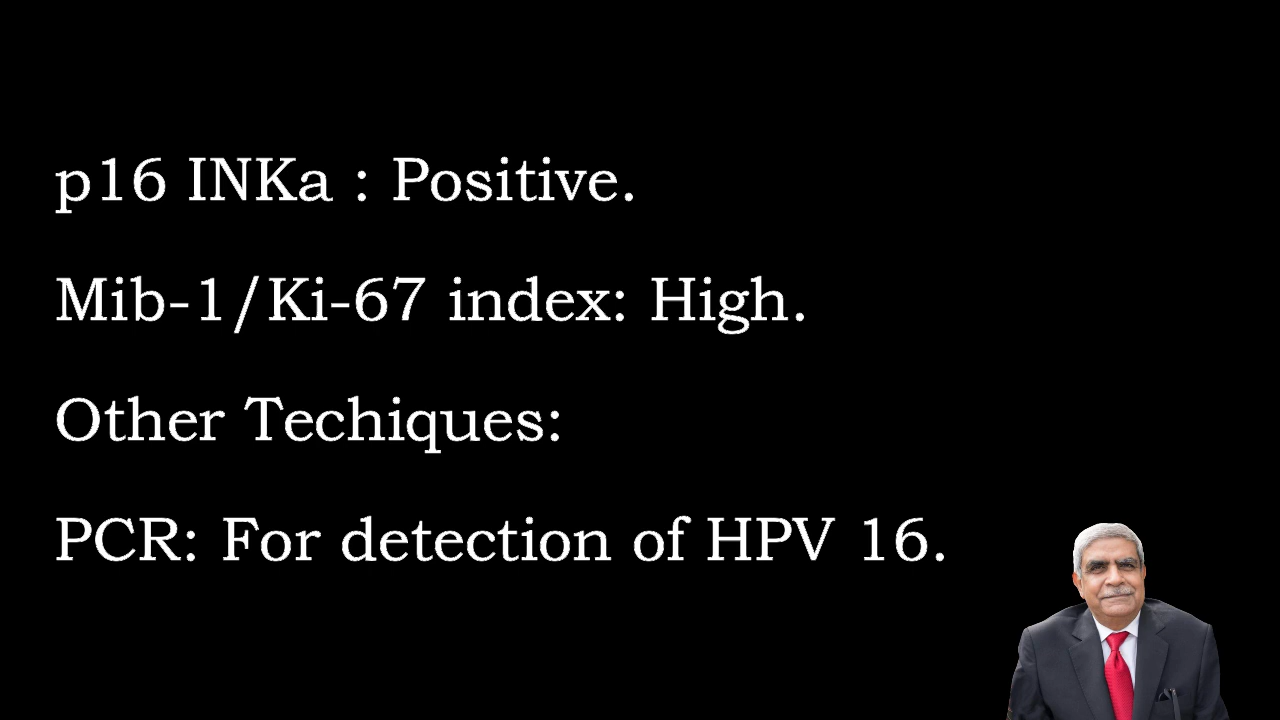 p16 INKa : Positive.
Mib-1/Ki-67 index: High.
Other Techiques:
PCR: For detection of HPV 16.